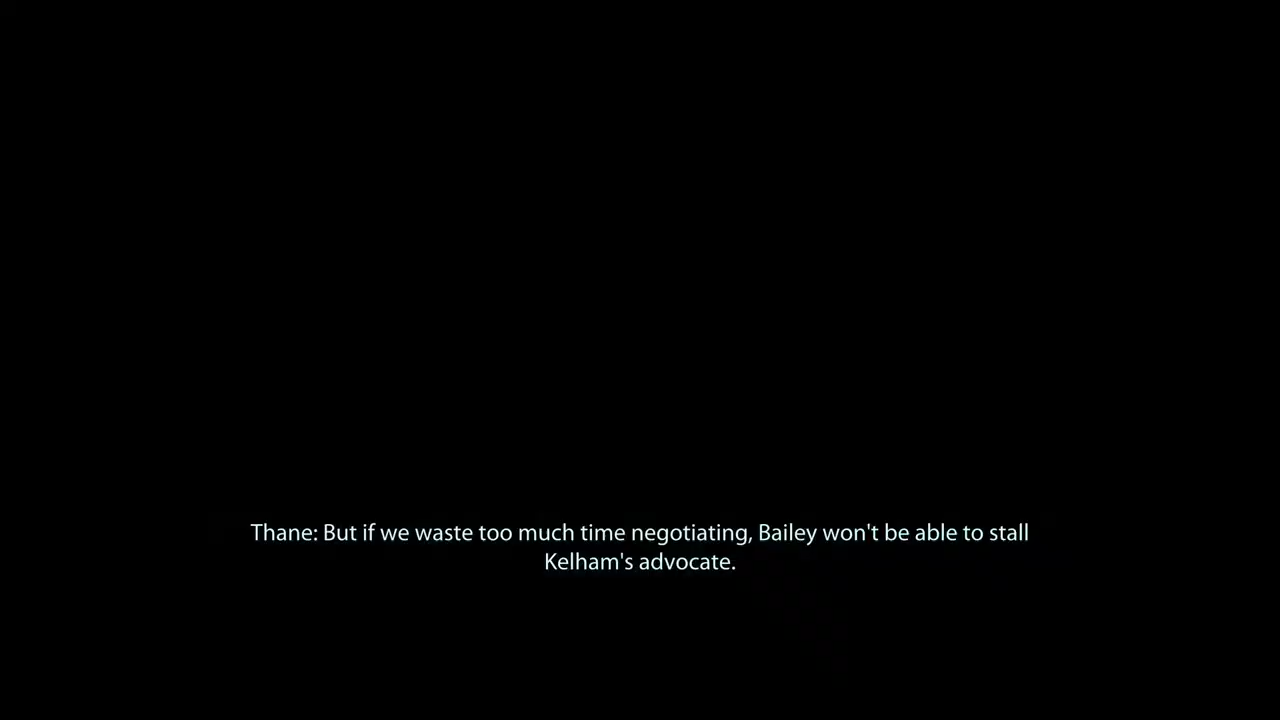 Thane: But if we waste too much time negotiating, Bailey won't be able to stall
Kelham's advocate.